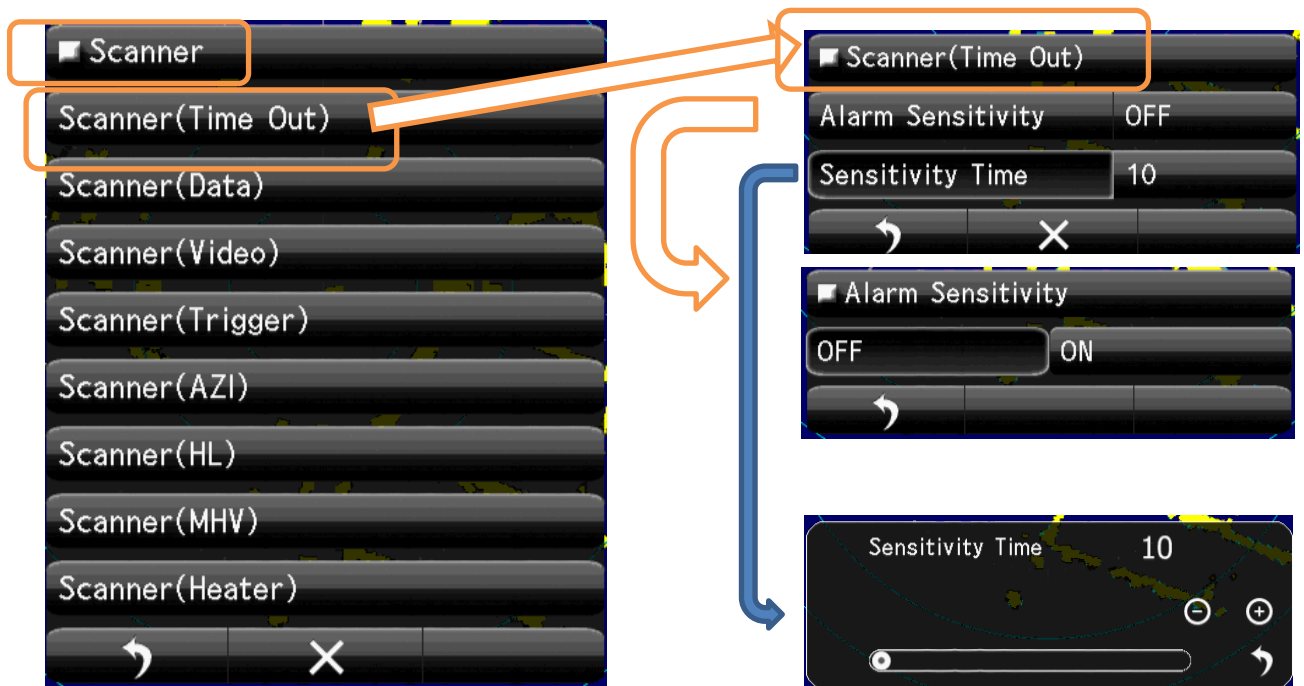 Scanner
Scanner(Time Out)
Scanner(Data)
Scanner(Video)
Scanner(Trigger)
Scanner(AZI)
Scanner(HL)
Scanner(MHV)
Scanner(Heater)
Scanner(Time Out)
Alarm Sensitivity OFF
Sensitivity Time 10
Alarm Sensitivity
OFF ON
Sensitivity Time 10